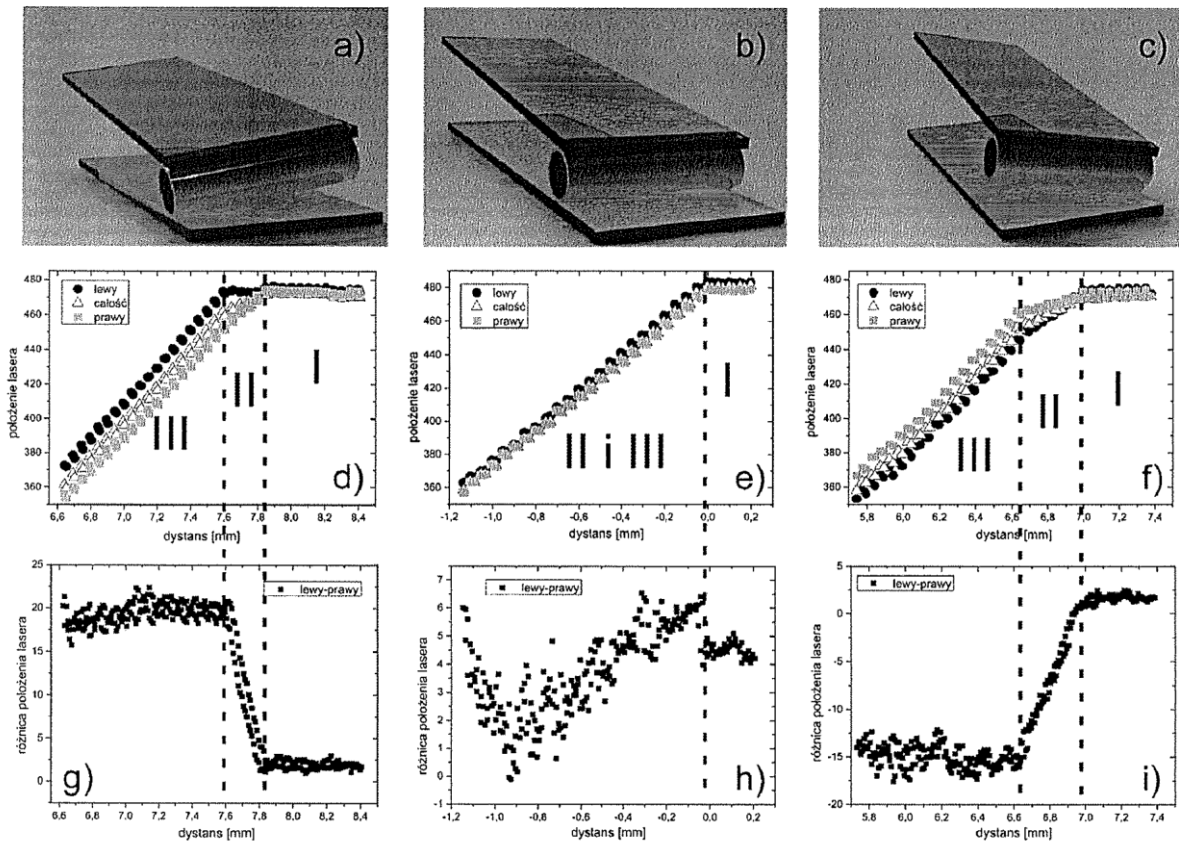 a)
b)
c)
480
460
440
420
400
380
360
położenie lasera
lewy
całość
prawy
III
II
I
d)
6,6 6,8 7,0 7,2 7,4 7,6 7,8 8,0 8,2 8,4
dystans [mm]
480
460
440
420
400
380
360
położenie lasera
lewy
całość
prawy
II i III
I
e)
-1,2 -1,0 -0,8 -0,6 -0,4 -0,2 0,0 0,2
dystans [mm]
480
460
440
420
400
380
360
położenie lasera
lewy
całość
prawy
III
II
I
f)
5,8 6,0 6,2 6,4 6,6 6,8 7,0 7,2 7,4
dystans [mm]
25
20
15
10
5
0
różnica położenia lasera
lewy-prawy
g)
6,6 6,8 7,0 7,2 7,4 7,6 7,8 8,0 8,2 8,4
dystans [mm]
7
6
5
4
3
2
1
0
-1
różnica położenia lasera
lewy-prawy
h)
-1,2 -1,0 -0,8 -0,6 -0,4 -0,2 0,0 0,2
dystans [mm]
5
0
-5
-10
-15
-20
różnica położenia lasera
lewy-prawy
i)
5,8 6,0 6,2 6,4 6,6 6,8 7,0 7,2 7,4
dystans [mm]